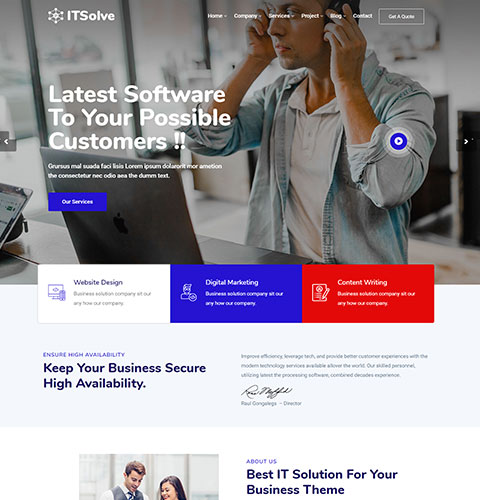 ITSolve
Home Company Services Project Blog Contact Get A Quote
Latest Software
To Your Possible
Customers !!
Grursus mal suada faci lisis Lorem ipsum dolarorit mor ametion
the consectetur nec odio aea the dumm text.
Our Services
Website Design
Business solution company sit our
any how our company.
Digital Marketing
Business solution company sit our
any how our company.
Content Writing
Business solution company sit our
any how our company.
ENSURE HIGH AVAILABILITY
Keep Your Business Secure
High Availability.
Improve efficiency, leverage tech, and provide better customer experiences with the
modern technology services available allover the world. Our skilled personnel,
utilizing latest the processing software, combined decades experience.
Raul Gongalegs - Director
ABOUT US
Best IT Solution For Your
Business Theme